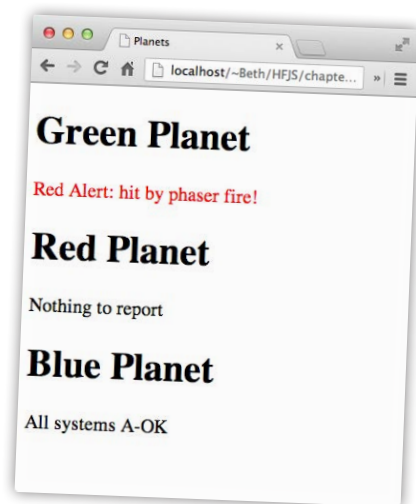 Planets
localhost/~Beth/HFJS/chapte...
Green Planet
Red Alert: hit by phaser fire!
Red Planet
Nothing to report
Blue Planet
All systems A-OK